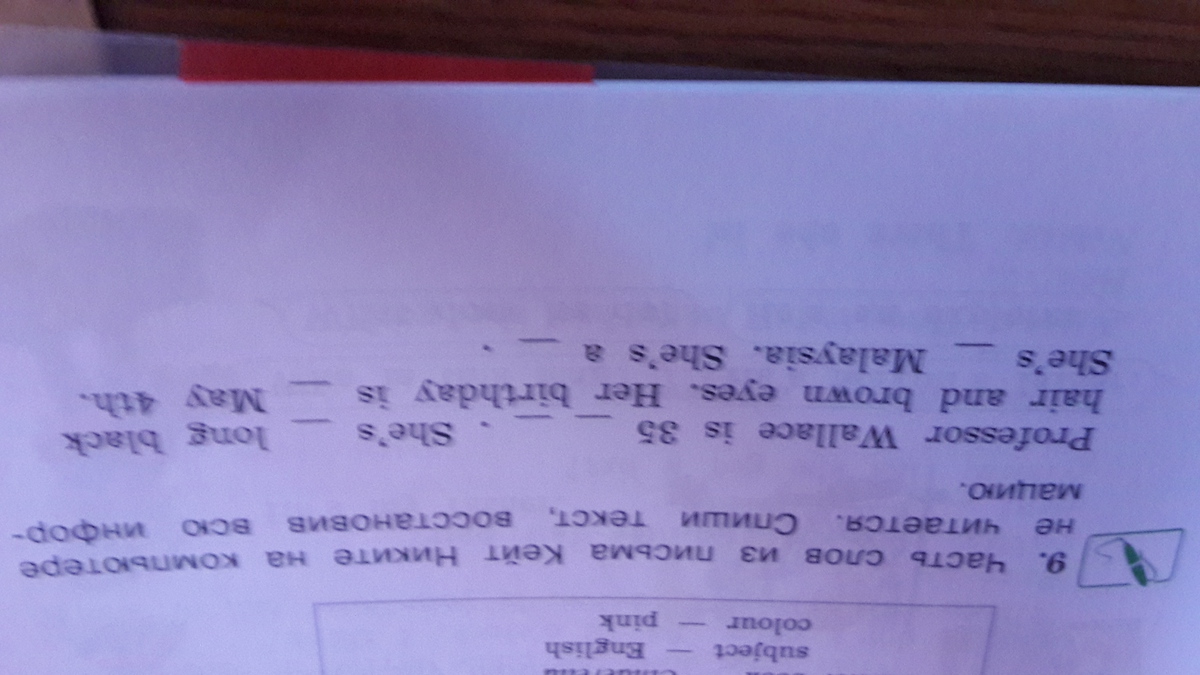 subject — English
colour — pink
9. Часть слов из письма Кейт Никите на компьютере
не читается. Спиши текст, восстановив всю инфор-
мацию.
Professor Wallace is 35 __ __ . She's __ long black
hair and brown eyes. Her birthday is __ May 4th.
She's __ Malaysia. She's a __ .